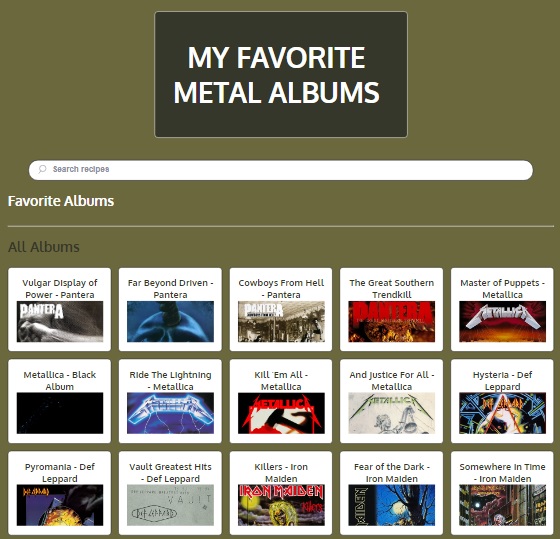 MY FAVORITE
METAL ALBUMS
Search recipes
Favorite Albums
All Albums
Vulgar Display of
Power - Pantera
PANTERA
Far Beyond Driven -
Pantera
Cowboys From Hell
- Pantera
PANTERA
The Great Southern
Trendkill
PANTERA
Master of Puppets -
Metallica
METALLICA
Metallica - Black
Album
Ride The Lightning
- Metallica
METALLICA
Kill 'Em All -
Metallica
METALLICA
And Justice For All -
Metallica
METALLICA
Hysteria - Def
Leppard
DEF LEPPARD
Pyromania - Def
Leppard
DEF LEPPARD
Vault Greatest Hits
- Def Leppard
VAULT
DEF LEPPARD
Killers - Iron
Maiden
IRON MAIDEN
Killers
Fear of the Dark -
Iron Maiden
Somewhere in Time
- Iron Maiden
IRON MAIDEN